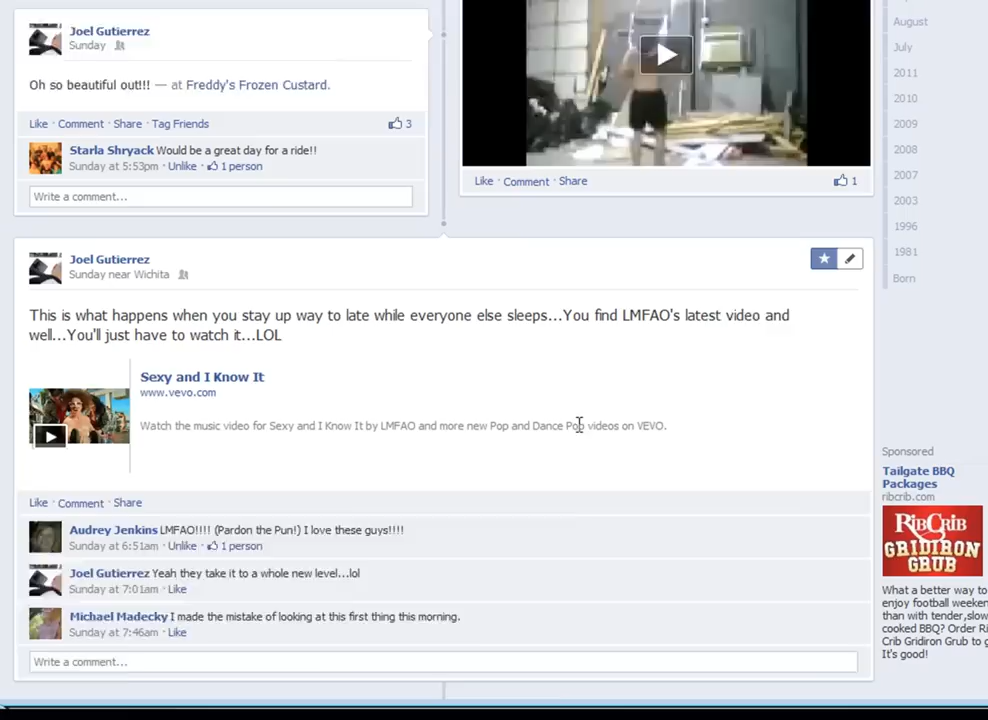 Joel Gutierrez
Sunday
Oh so beautiful out!!! — at Freddy's Frozen Custard.
Like · Comment · Share · Tag Friends
3
Starla Shryack Would be a great day for a ride!!
Sunday at 5:53pm · Unlike · 1 person
Write a comment...
Like · Comment · Share
1
Joel Gutierrez
Sunday near Wichita
This is what happens when you stay up way to late while everyone else sleeps...You find LMFAO's latest video and
well...You'll just have to watch it...LOL
Sexy and I Know It
www.vevo.com
Watch the music video for Sexy and I Know It by LMFAO and more new Pop and Dance Pop videos on VEVO.
Like · Comment · Share
Audrey Jenkins LMFAO!!!! (Pardon the Pun!) I love these guys!!!!
Sunday at 6:51am · Unlike · 1 person
Joel Gutierrez Yeah they take it to a whole new level...lol
Sunday at 7:01am · Like
Michael Madecky I made the mistake of looking at this first thing this morning.
Sunday at 7:46am · Like
Write a comment...
August
July
2011
2010
2009
2008
2007
2003
1996
1981
Born
Sponsored
Tailgate BBQ
Packages
ribcrib.com
RIBCRIB
GRIDIRON
GRUB
What a better way to
enjoy football weeken
than with tender,slow
cooked BBQ? Order Ri
Crib Gridiron Grub to g
It's good!